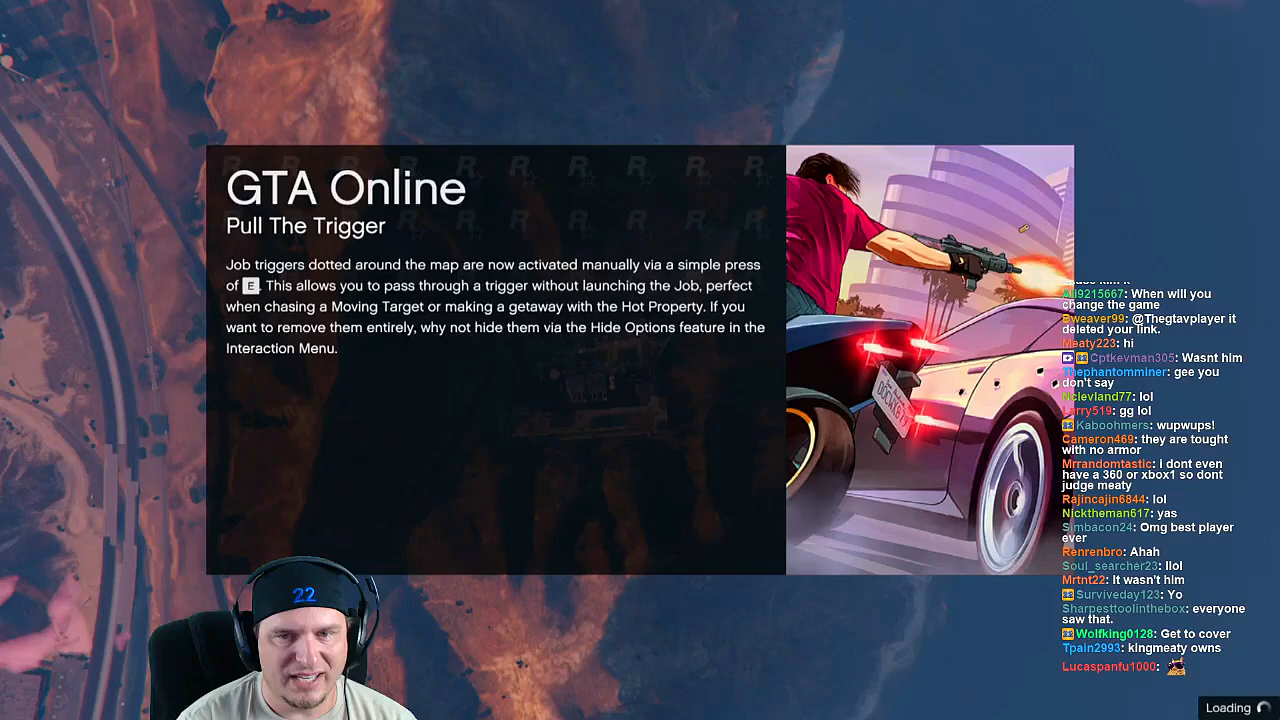 GTA Online
Pull The Trigger
Job triggers dotted around the map are now activated manually via a simple press
of E. This allows you to pass through a trigger without launching the Job, perfect
when chasing a Moving Target or making a getaway with the Hot Property. If you
want to remove them entirely, why not hide them via the Hide Options feature in the
Interaction Menu.
Ali9215667: When will you
change the game
Bweaver99: @Thegtavplayer it
deleted your link.
Meaty223: hi
Cptkevman305: Wasnt him
Thephantomminer: gee you
don't say
Nclevland77: lol
Larry519: gg lol
Kaboohmers: wupwups!
Cameron469: they are tought
with no armor
Mrrandomtastic: I dont even
have a 360 or xbox1 so dont
judge meaty
Rajincajin6844: lol
Nicktheman617: yas
Simbacon24: Omg best player
ever
Renrenbro: Ahah
Soul_searcher23: llol
Mrtnt22: It wasn't him
Surviveday123: Yo
Sharpesttoolinthebox: everyone
saw that.
Wolfking0128: Get to cover
Tpain2993: kingmeaty owns
Lucaspanfu1000:
22
Loading